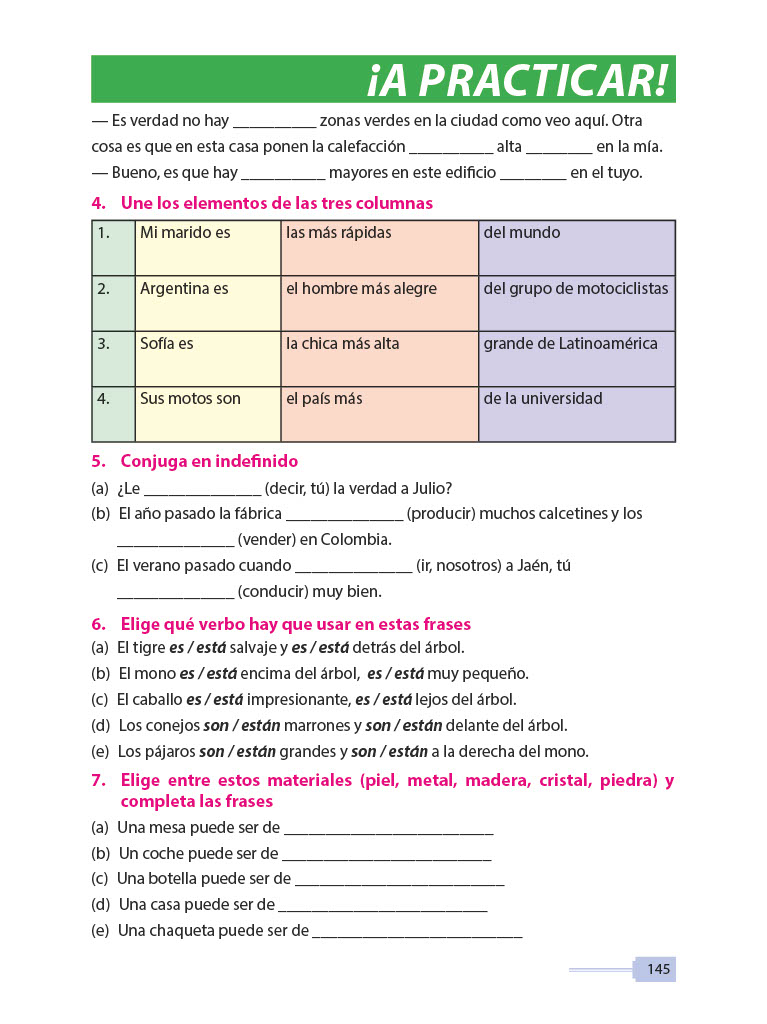 ¡A PRACTICAR!
— Es verdad no hay __________ zonas verdes en la ciudad como veo aquí. Otra
cosa es que en esta casa ponen la calefacción __________ alta ________ en la mía.
— Bueno, es que hay __________ mayores en este edificio ________ en el tuyo.
4. Une los elementos de las tres columnas
1. Mi marido es las más rápidas del mundo
2. Argentina es el hombre más alegre del grupo de motociclistas
3. Sofía es la chica más alta grande de Latinoamérica
4. Sus motos son el país más de la universidad
5. Conjuga en indefinido
(a) ¿Le ______________ (decir, tú) la verdad a Julio?
(b) El año pasado la fábrica ______________ (producir) muchos calcetines y los
______________ (vender) en Colombia.
(c) El verano pasado cuando ______________ (ir, nosotros) a Jaén, tú
______________ (conducir) muy bien.
6. Elige qué verbo hay que usar en estas frases
(a) El tigre es / está salvaje y es / está detrás del árbol.
(b) El mono es / está encima del árbol, es / está muy pequeño.
(c) El caballo es / está impresionante, es / está lejos del árbol.
(d) Los conejos son / están marrones y son / están delante del árbol.
(e) Los pájaros son / están grandes y son / están a la derecha del mono.
7. Elige entre estos materiales (piel, metal, madera, cristal, piedra) y
completa las frases
(a) Una mesa puede ser de _________________________
(b) Un coche puede ser de _________________________
(c) Una botella puede ser de _________________________
(d) Una casa puede ser de _________________________
(e) Una chaqueta puede ser de _________________________
145